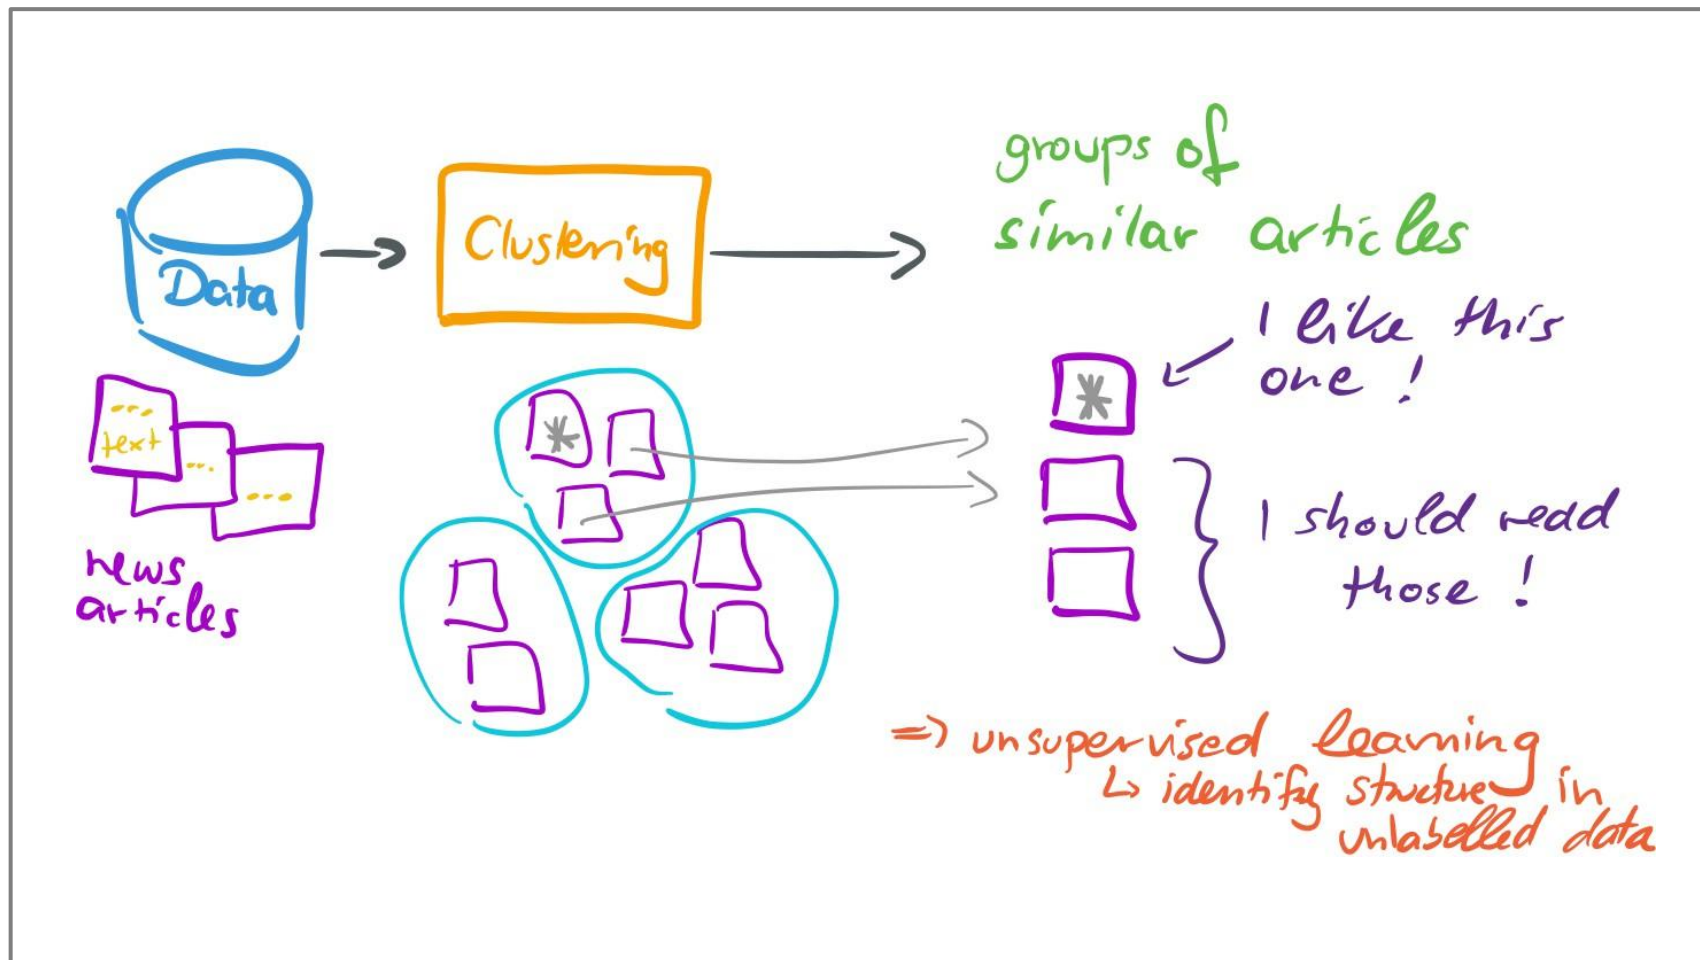 groups of
similar articles
Data
Clustering
I like this
one !
*
*
--- text
---
---
I should read
those !
news
articles
=> unsupervised learning
↳ identify structure in
unlabelled data